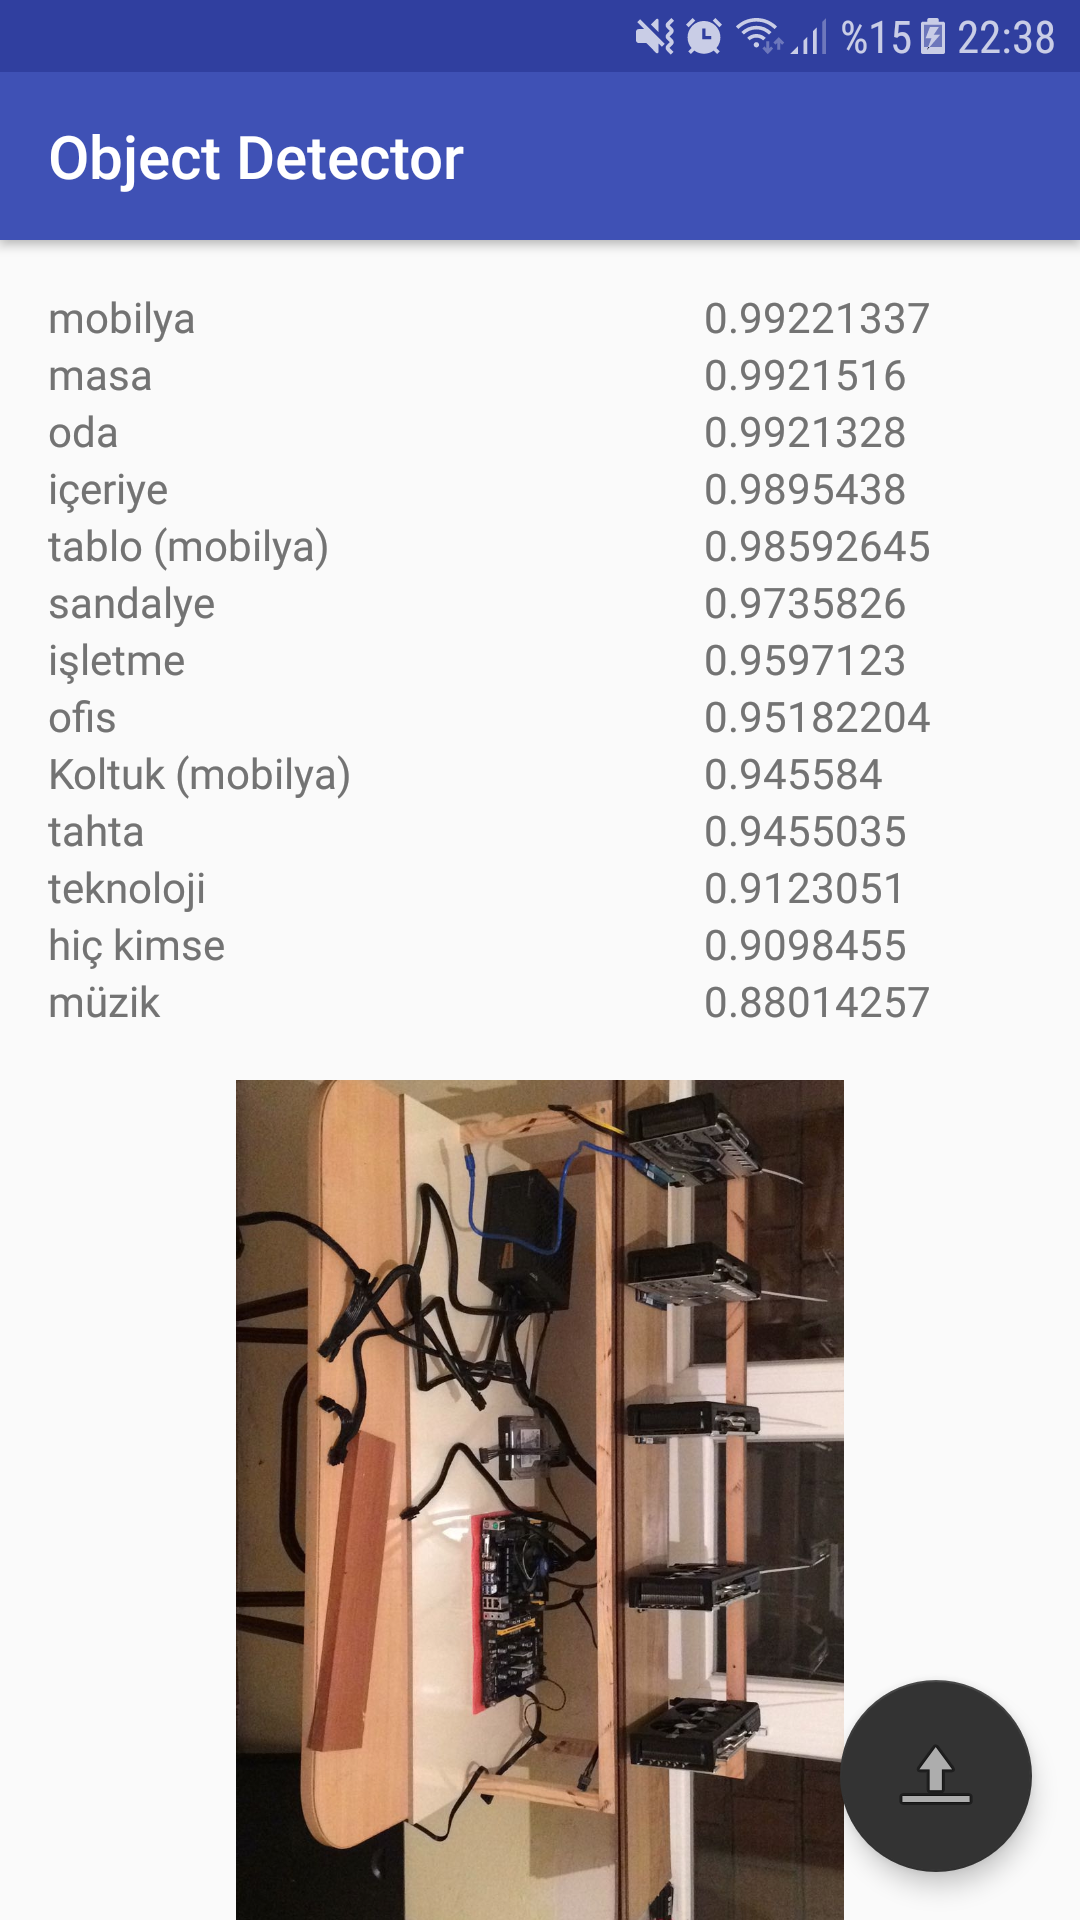 %15 22:38
Object Detector
mobilya 0.99221337
masa 0.9921516
oda 0.9921328
içeriye 0.9895438
tablo (mobilya) 0.98592645
sandalye 0.9735826
işletme 0.9597123
ofis 0.95182204
Koltuk (mobilya) 0.945584
tahta 0.9455035
teknoloji 0.9123051
hiç kimse 0.9098455
müzik 0.88014257